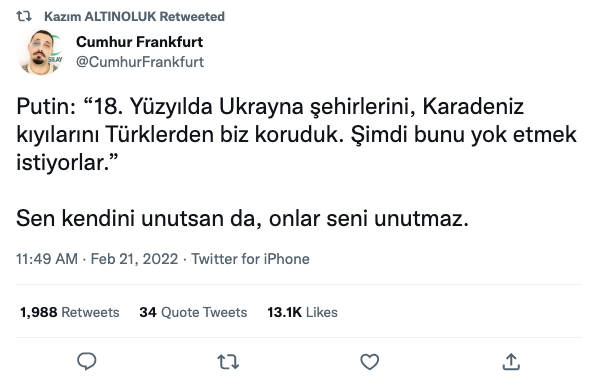 Kazım ALTINOLUK Retweeted
Cumhur Frankfurt
@CumhurFrankfurt
Putin: “18. Yüzyılda Ukrayna şehirlerini, Karadeniz
kıyılarını Türklerden biz koruduk. Şimdi bunu yok etmek
istiyorlar.”
Sen kendini unutsan da, onlar seni unutmaz.
11:49 AM · Feb 21, 2022 · Twitter for iPhone
1,988 Retweets 34 Quote Tweets 13.1K Likes